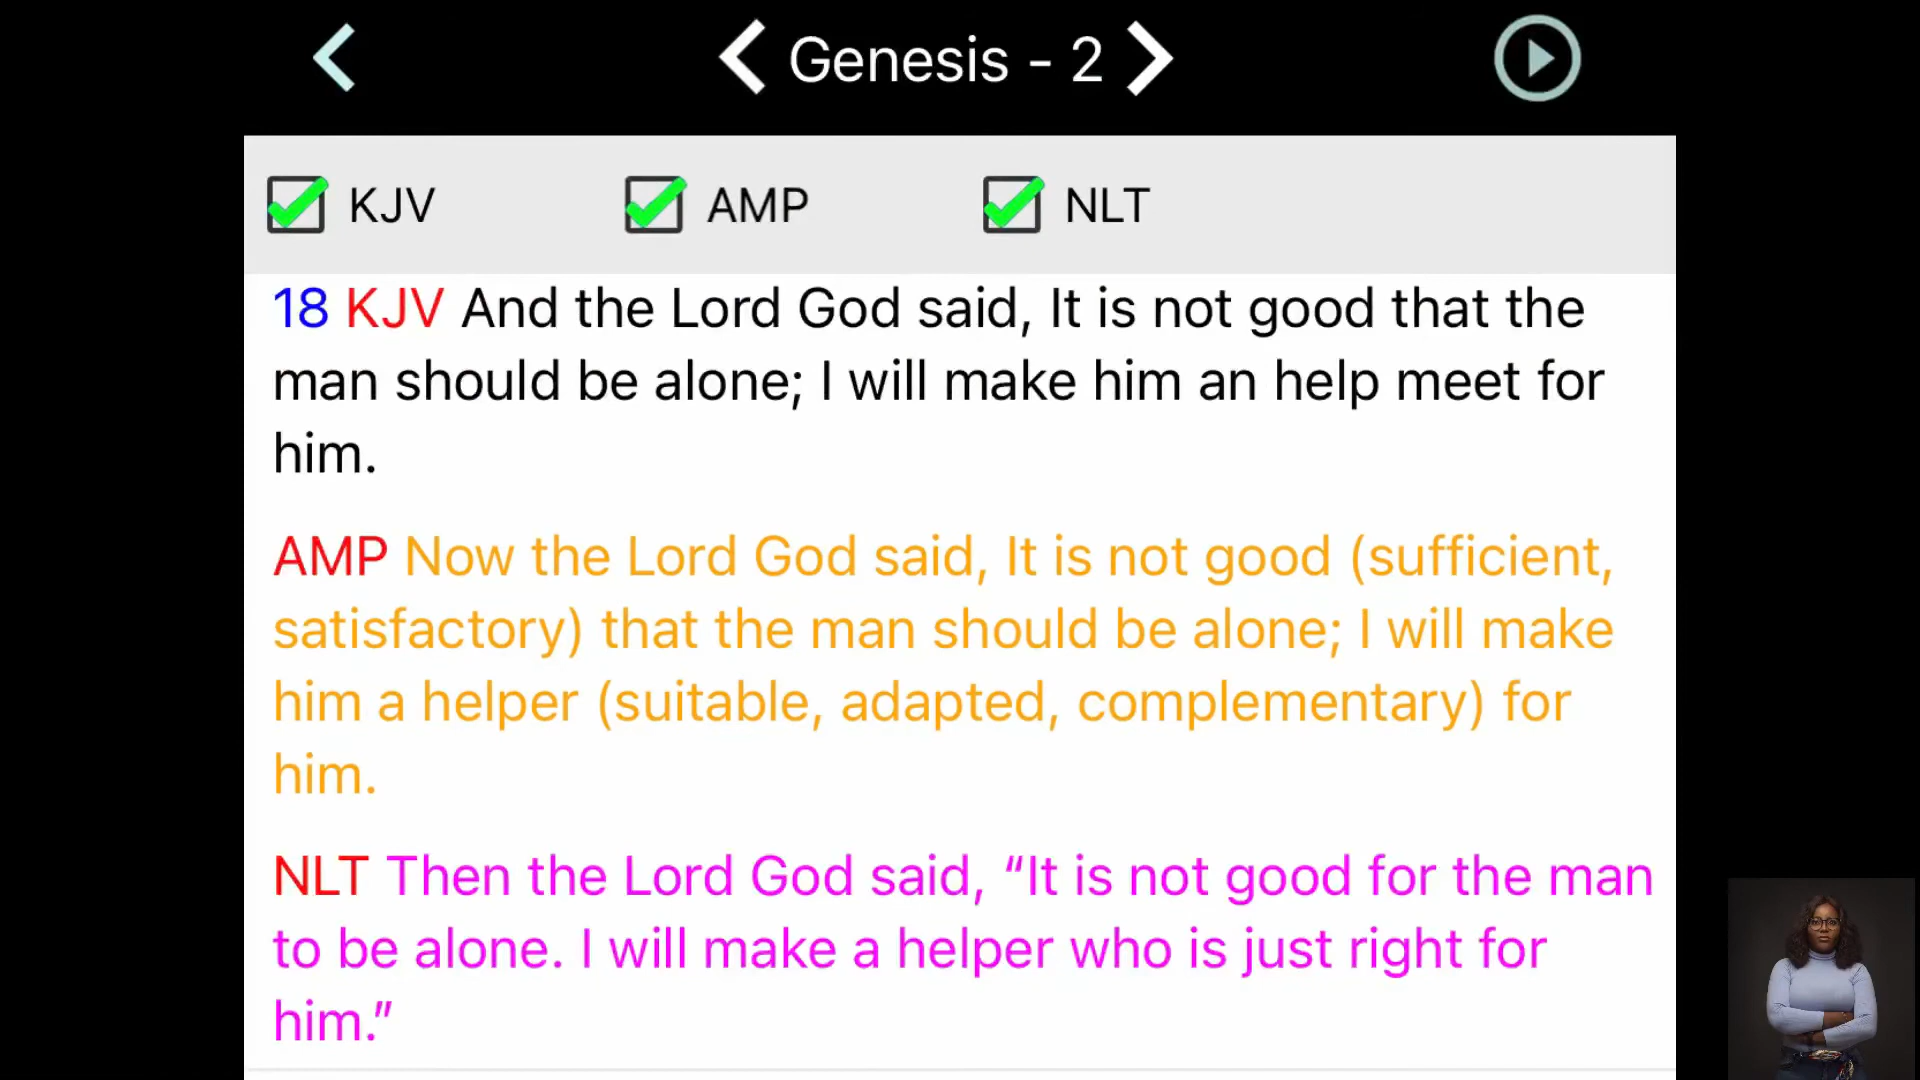 Genesis - 2
KJV AMP NLT
18 KJV And the Lord God said, It is not good that the
man should be alone; I will make him an help meet for
him.
AMP Now the Lord God said, It is not good (sufficient,
satisfactory) that the man should be alone; I will make
him a helper (suitable, adapted, complementary) for
him.
NLT Then the Lord God said, “It is not good for the man
to be alone. I will make a helper who is just right for
him.”